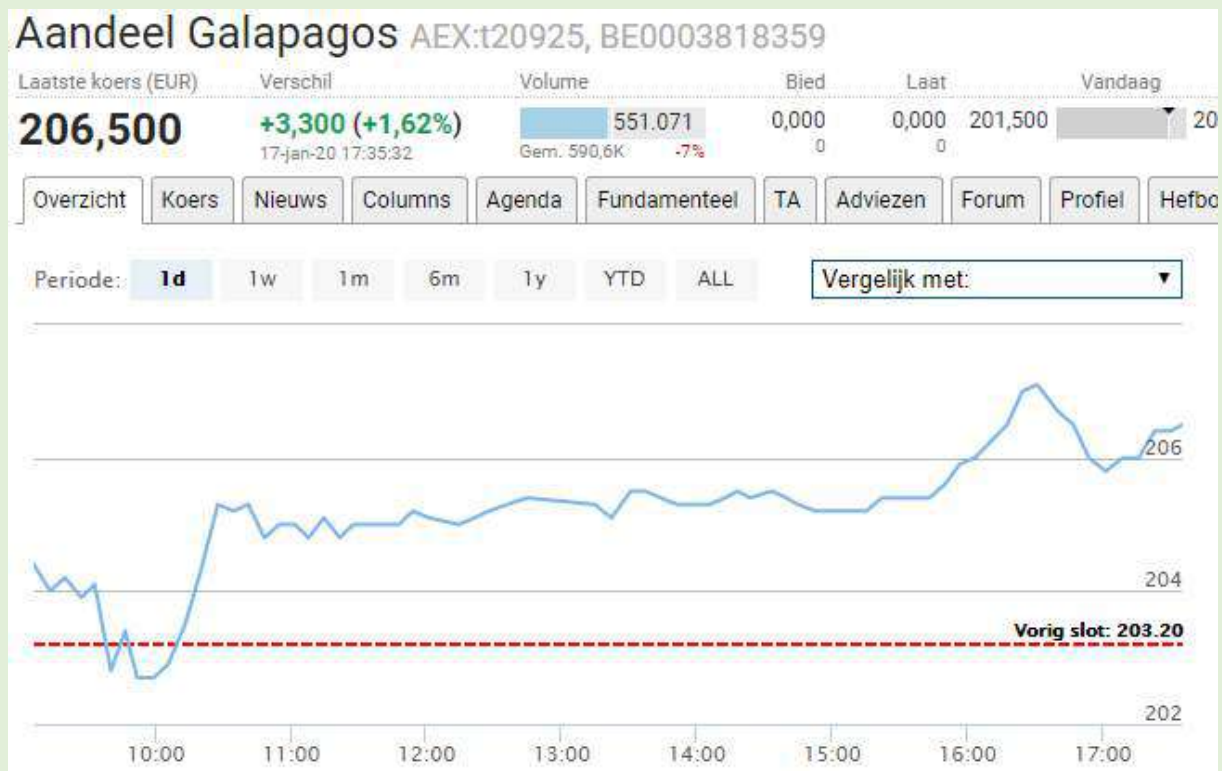 Aandeel Galapagos AEX:t20925, BE0003818359
Laatste koers (EUR) Verschil Volume Bied Laat Vandaag
206,500 +3,300 (+1,62%) 551.071 0,000 0,000 201,500 20
17-jan-20 17:35:32 Gem. 590,6K -7% 0 0
Overzicht Koers Nieuws Columns Agenda Fundamenteel TA Adviezen Forum Profiel Hefbo
Periode: 1d 1w 1m 6m 1y YTD ALL Vergelijk met:
206
204
Vorig slot: 203.20
202
10:00 11:00 12:00 13:00 14:00 15:00 16:00 17:00